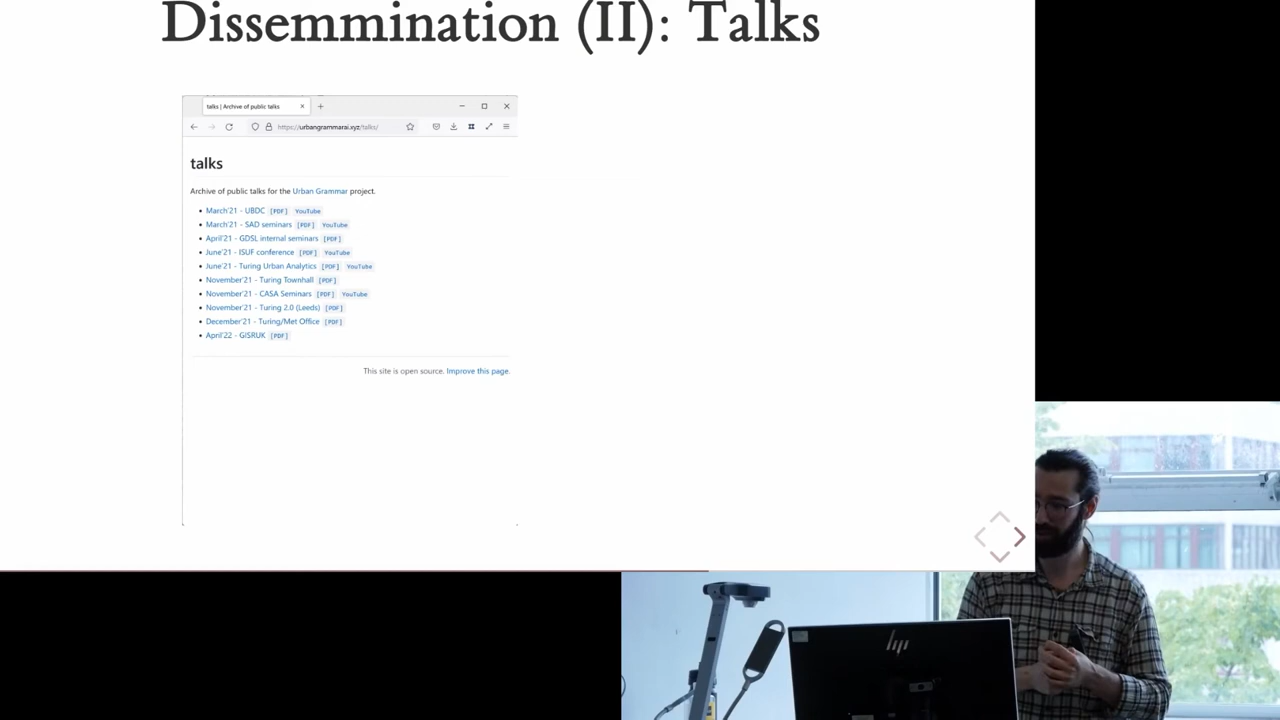 Dissemmination (II): Talks
talks | Archive of public talks
https://urbangrammarai.xyz/talks/
talks
Archive of public talks for the Urban Grammar project.
March'21 - UBDC [PDF] YouTube
March'21 - SAD seminars [PDF] YouTube
April'21 - GDSL internal seminars [PDF]
June'21 - ISUF conference [PDF] YouTube
June'21 - Turing Urban Analytics [PDF] YouTube
November'21 - Turing Townhall [PDF]
November'21 - CASA Seminars [PDF] YouTube
November'21 - Turing 2.0 (Leeds) [PDF]
December'21 - Turing/Met Office [PDF]
April'22 - GISRUK [PDF]
This site is open source. Improve this page.
hp